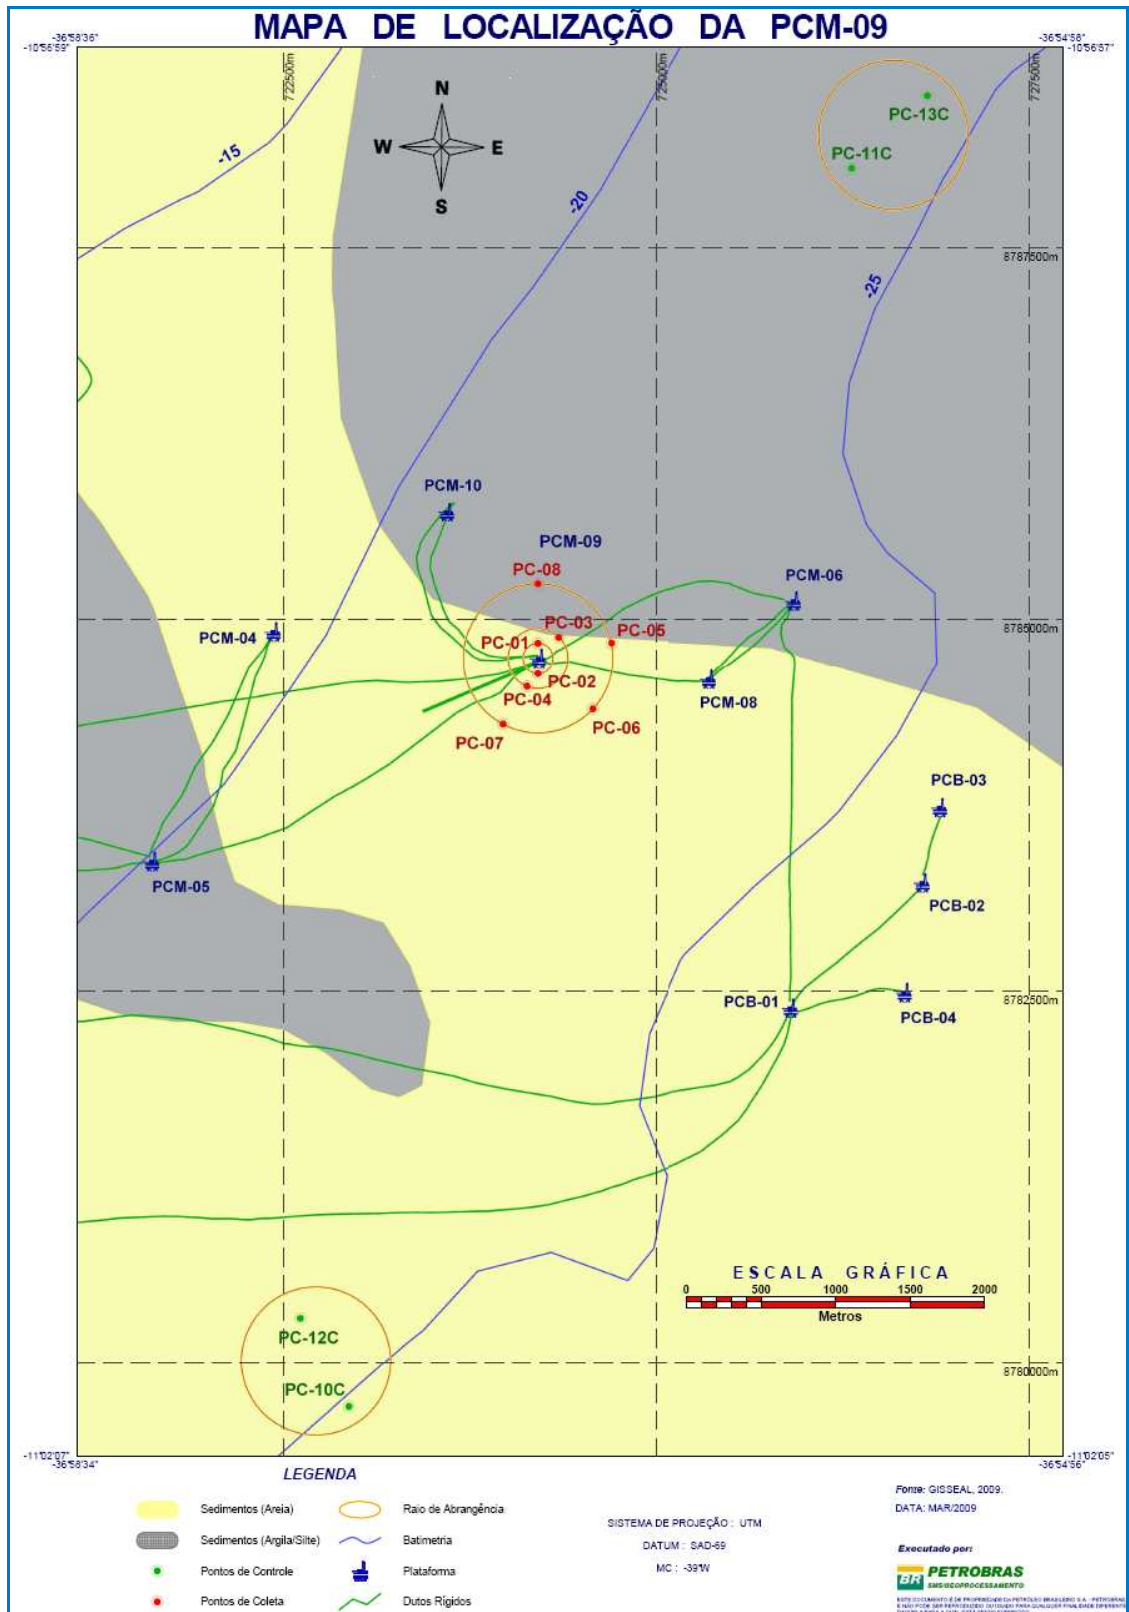 MAPA DE LOCALIZAÇÃO DA PCM-09
-36°58'36"
-10°56'59"
-36°54'58"
-10°56'57"
722500m
725000m
727500m
N
W E
S
PC-13C
PC-11C
-15
-20
-25
8787500m
PCM-10
PCM-09
PC-08
PCM-06
PCM-04
PC-01
PC-03
PC-05
8785000m
PC-02
PC-04
PCM-08
PC-07
PC-06
PCB-03
PCM-05
PCB-02
PCB-01
8782500m
PCB-04
ESCALA GRÁFICA
0 500 1000 1500 2000
Metros
PC-12C
8780000m
PC-10C
-11°02'07"
-36°58'34"
-11°02'05"
-36°54'56"
LEGENDA
Sedimentos (Areia)
Raio de Abrangência
Sedimentos (Argila/Silte)
Batimetria
Pontos de Controle
Plataforma
Pontos de Coleta
Dutos Rígidos
SISTEMA DE PROJEÇÃO : UTM
DATUM : SAD-69
MC : -39°W
Fonte: GISSEAL, 2009.
DATA: MAR/2009
Executado por:
BR PETROBRAS
SMS/GEOPROCESSAMENTO